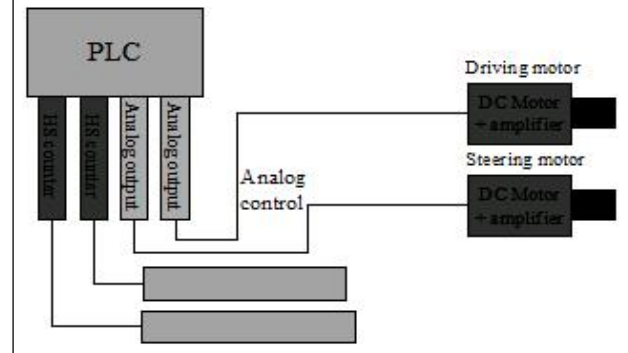 PLC
HS counter
HS counter
Analog output
Analog output
Analog
control
Driving motor
DC Motor
+ amplifier
Steering motor
DC Motor
+ amplifier